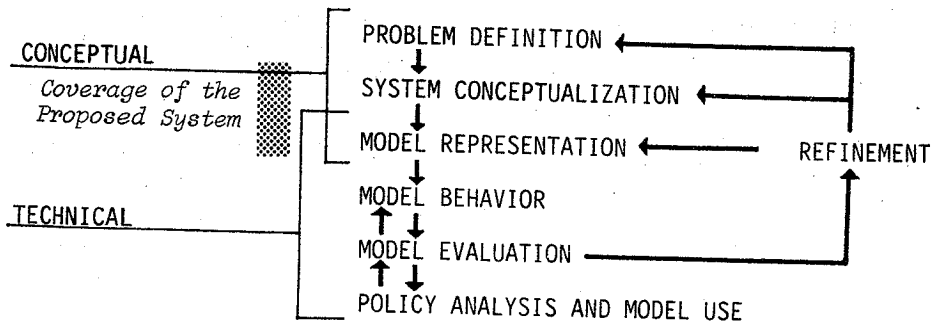 PROBLEM DEFINITION
CONCEPTUAL
Coverage of the
Proposed System
SYSTEM CONCEPTUALIZATION
MODEL REPRESENTATION
REFINEMENT
MODEL BEHAVIOR
TECHNICAL
MODEL EVALUATION
POLICY ANALYSIS AND MODEL USE